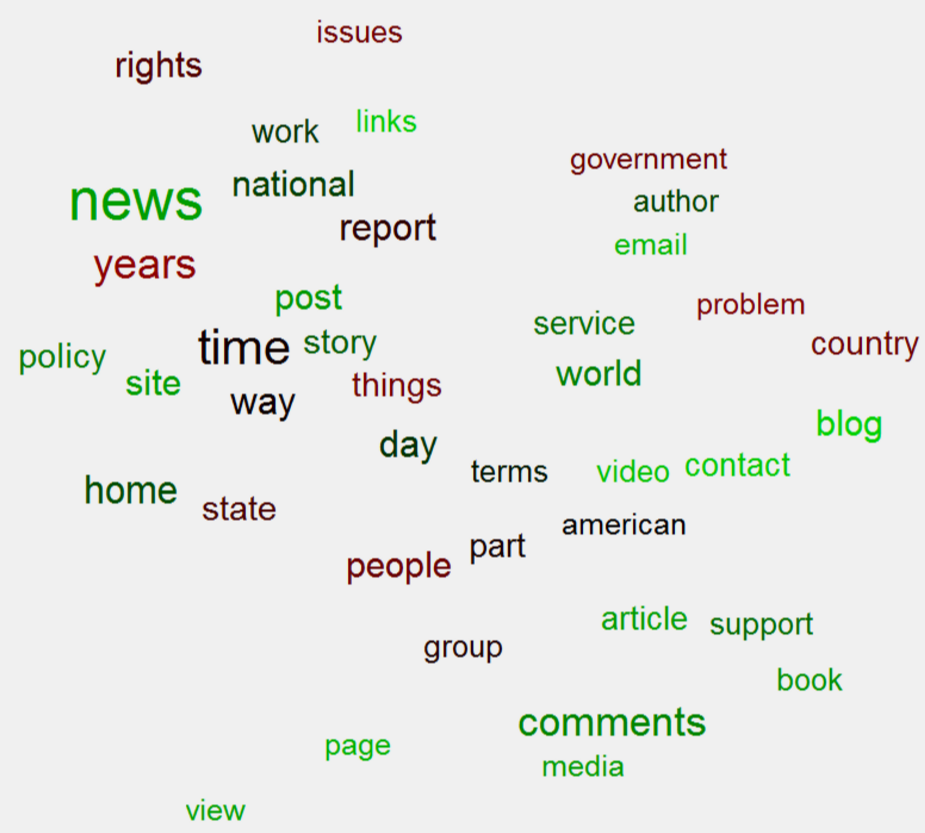 issues
rights
links
work
government
national
author
news
report
email
years
post
problem
service
story
country
time
policy
world
site
things
way
blog
day
contact
terms
video
home
state
american
part
people
article
support
group
book
comments
page
media
view